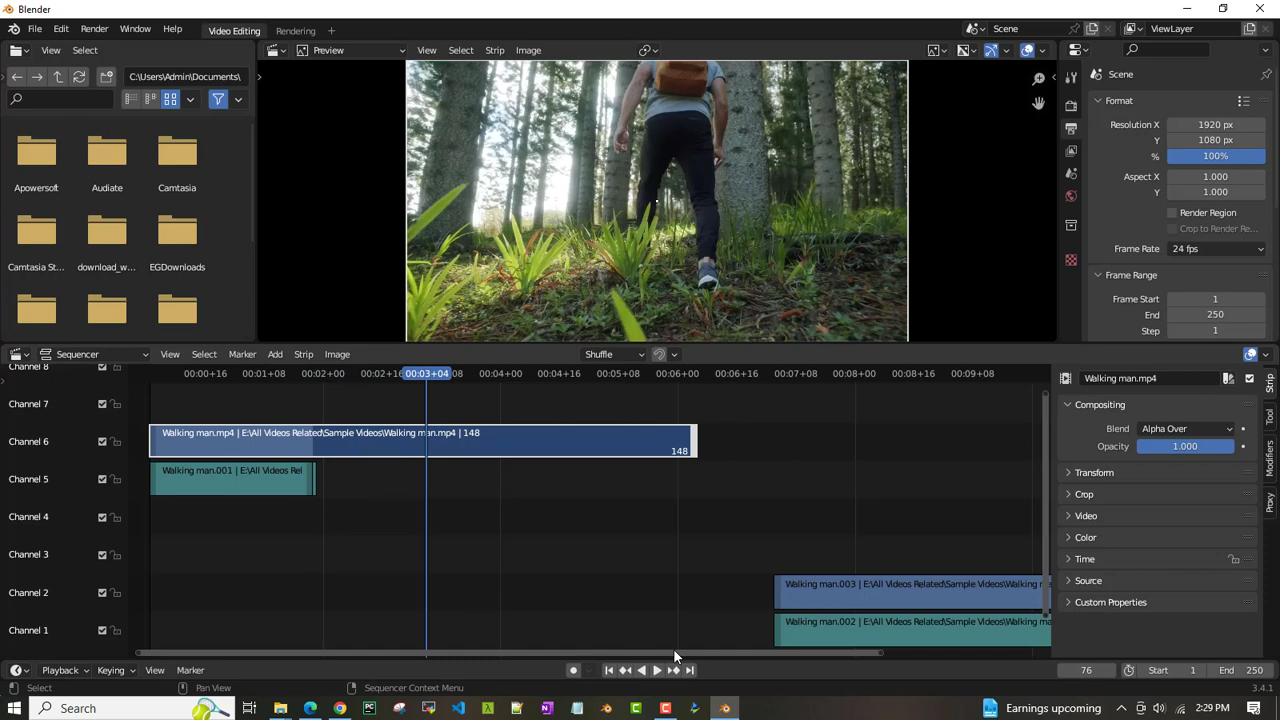 Blender
File Edit Render Window Help Video Editing Rendering + Scene ViewLayer
View Select Preview View Select Strip Image
C:\Users\Admin\Documents\
Apowersoft Audiate Camtasia
Camtasia St... download_w... EGDownloads
Scene
Format
Resolution X 1920 px
Y 1080 px
% 100%
Aspect X 1.000
Y 1.000
Render Region
Crop to Render Re...
Frame Rate 24 fps
Frame Range
Frame Start 1
End 250
Step 1
Sequencer View Select Marker Add Strip Image Shuffle
00:00+16 00:01+08 00:02+00 00:02+16 00:03+04 00:04+00 00:04+16 00:05+08 00:06+00 00:06+16 00:07+08 00:08+00 00:08+16 00:09+08
Channel 8
Channel 7
Channel 6
Channel 5
Channel 4
Channel 3
Channel 2
Channel 1
Walking man.mp4 | E:\All Videos Related\Sample Videos\Walking man.mp4 | 148
148
Walking man.001 | E:\All Videos Rel
Walking man.003 | E:\All Videos Related\Sample Videos\Walking m
Walking man.002 | E:\All Videos Related\Sample Videos\Walking ma
Walking man.mp4
Compositing
Blend Alpha Over
Opacity 1.000
Transform
Crop
Video
Color
Time
Source
Custom Properties
Strip
Tool
Modifiers
Proxy
Playback Keying View Marker 76 Start 1 End 250
Select Pan View Sequencer Context Menu 3.4.1
Search Earnings upcoming 2:29 PM